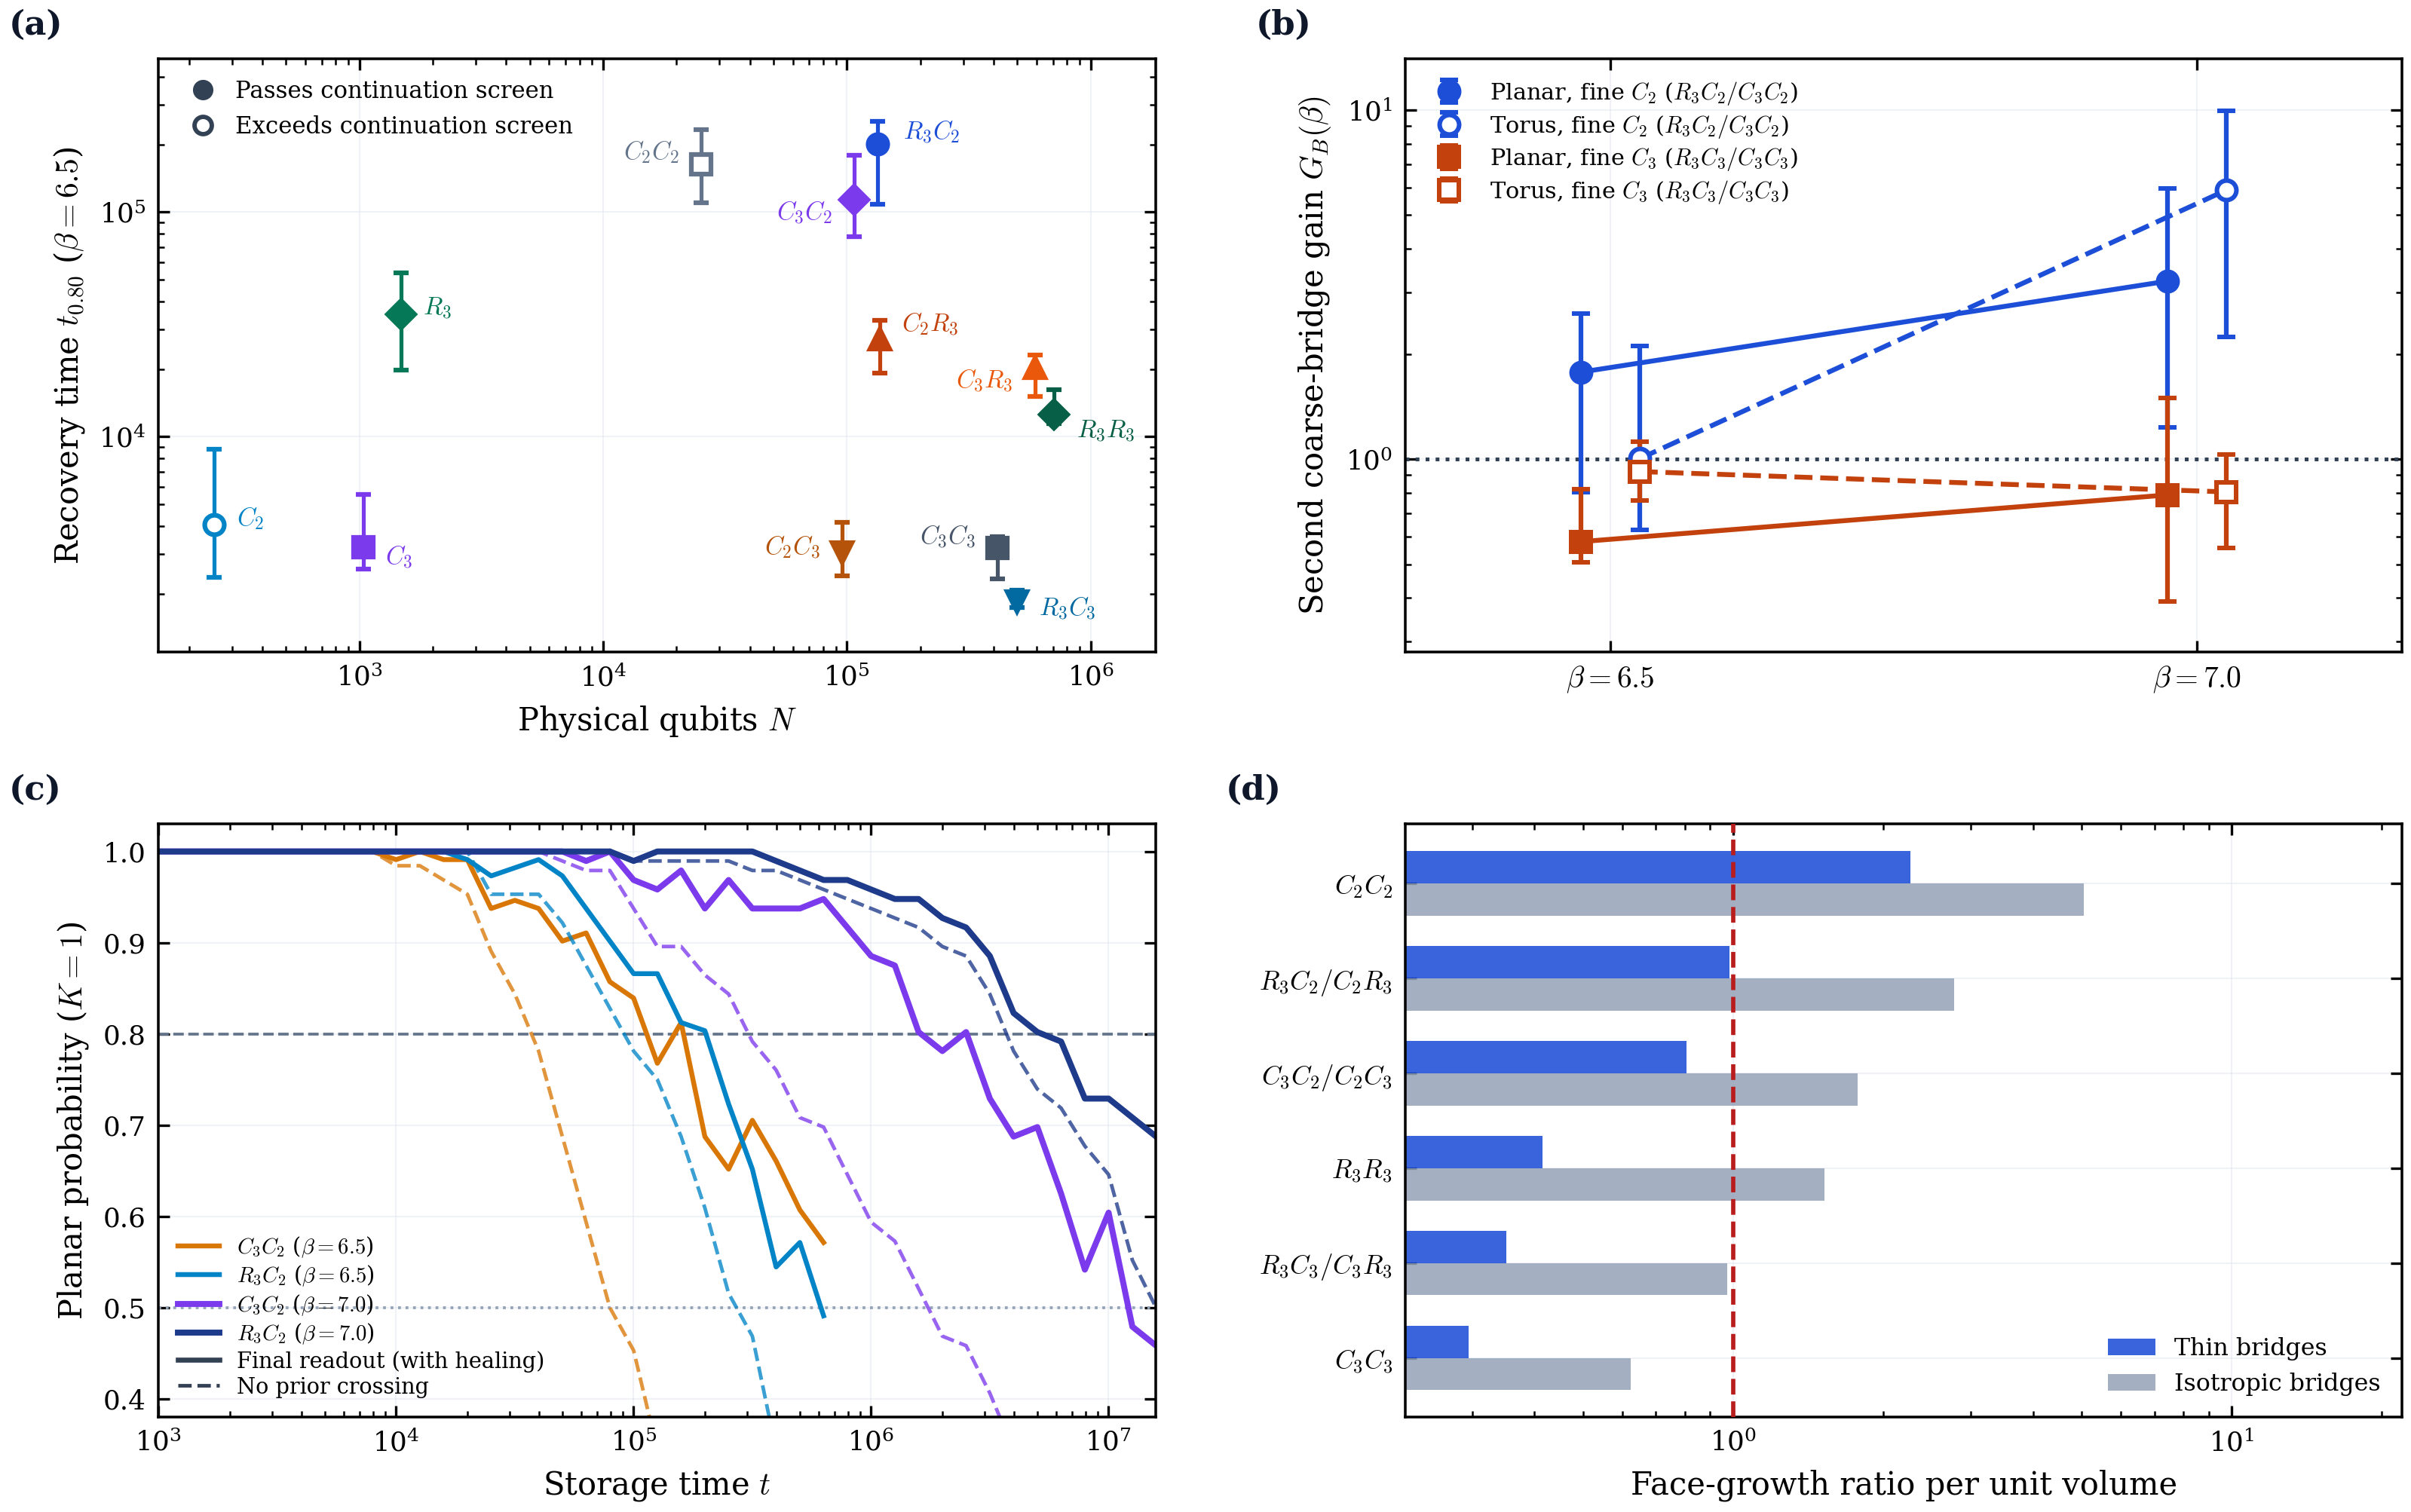 (a)
Passes continuation screen
Exceeds continuation screen
Recovery time t₀.₈₀ (β = 6.5)
10⁵
10⁴
C₂C₂
R₃C₂
C₃C₂
R₃
C₂R₃
C₃R₃
R₃R₃
C₂
C₃
C₂C₃
C₃C₃
R₃C₃
10³
10⁴
10⁵
10⁶
Physical qubits N
(b)
Planar, fine C₂ (R₃C₂/C₃C₂)
Torus, fine C₂ (R₃C₂/C₃C₂)
Planar, fine C₃ (R₃C₃/C₃C₃)
Torus, fine C₃ (R₃C₃/C₃C₃)
Second coarse-bridge gain G_B(β)
10¹
10⁰
β = 6.5
β = 7.0
(c)
Planar probability (K = 1)
1.0
0.9
0.8
0.7
0.6
0.5
0.4
C₃C₂ (β = 6.5)
R₃C₂ (β = 6.5)
C₃C₂ (β = 7.0)
R₃C₂ (β = 7.0)
Final readout (with healing)
No prior crossing
10³
10⁴
10⁵
10⁶
10⁷
Storage time t
(d)
C₂C₂
R₃C₂/C₂R₃
C₃C₂/C₂C₃
R₃R₃
R₃C₃/C₃R₃
C₃C₃
Thin bridges
Isotropic bridges
10⁰
10¹
Face-growth ratio per unit volume